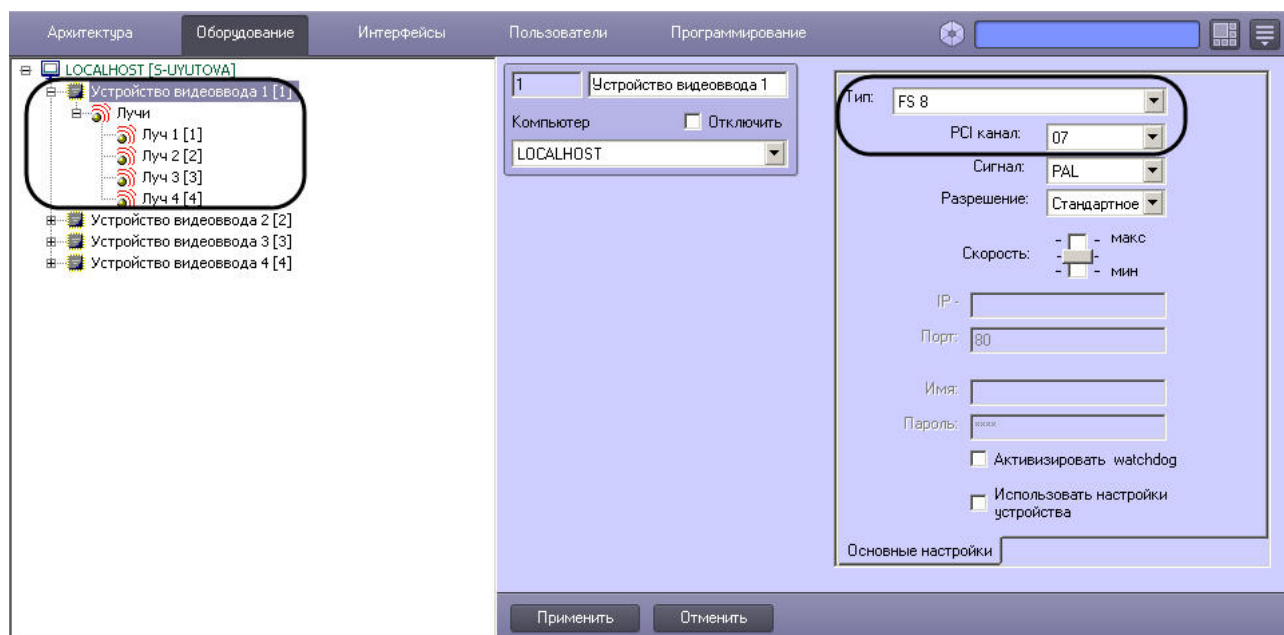 Архитектура Оборудование Интерфейсы Пользователи Программирование
LOCALHOST [S-UYUTOVA]
Устройство видеоввода 1 [1]
Лучи
Луч 1 [1]
Луч 2 [2]
Луч 3 [3]
Луч 4 [4]
Устройство видеоввода 2 [2]
Устройство видеоввода 3 [3]
Устройство видеоввода 4 [4]
1 Устройство видеоввода 1
Компьютер Отключить
LOCALHOST
Тип: FS 8
PCI канал: 07
Сигнал: PAL
Разрешение: Стандартное
макс
Скорость:
мин
IP -
Порт: 80
Имя:
Пароль: ****
Активизировать watchdog
Использовать настройки
устройства
Основные настройки
Применить Отменить